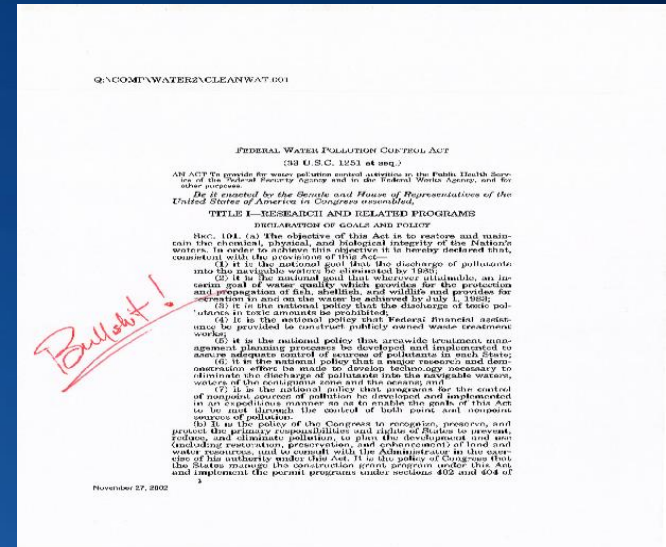 Q:\COMP\WATER2\CLEANWAT.001
FEDERAL WATER POLLUTION CONTROL ACT
(33 U.S.C. 1251 et seq.)
AN ACT To provide for water pollution control activities in the Public Health Serv-
ice of the Federal Security Agency and in the Federal Works Agency, and for
other purposes.
Be it enacted by the Senate and House of Representatives of the
United States of America in Congress assembled,
TITLE I—RESEARCH AND RELATED PROGRAMS
DECLARATION OF GOALS AND POLICY
SEC. 101. (a) The objective of this Act is to restore and main-
tain the chemical, physical, and biological integrity of the Nation's
waters. In order to achieve this objective it is hereby declared that,
consistent with the provisions of this Act—
(1) it is the national goal that the discharge of pollutants
into the navigable waters be eliminated by 1985;
(2) it is the national goal that wherever attainable, an in-
terim goal of water quality which provides for the protection
and propagation of fish, shellfish, and wildlife and provides for
recreation in and on the water be achieved by July 1, 1983;
(3) it is the national policy that the discharge of toxic pol-
lutants in toxic amounts be prohibited;
Bullshit!
(4) it is the national policy that Federal financial assist-
ance be provided to construct publicly owned waste treatment
works;
(5) it is the national policy that areawide treatment man-
agement planning processes be developed and implemented to
assure adequate control of sources of pollutants in each State;
(6) it is the national policy that a major research and dem-
onstration effort be made to develop technology necessary to
eliminate the discharge of pollutants into the navigable waters,
waters of the contiguous zone and the oceans; and
(7) it is the national policy that programs for the control
of nonpoint sources of pollution be developed and implemented
in an expeditious manner so as to enable the goals of this Act
to be met through the control of both point and nonpoint
sources of pollution.
(b) It is the policy of the Congress to recognize, preserve, and
protect the primary responsibilities and rights of States to prevent,
reduce, and eliminate pollution, to plan the development and use
(including restoration, preservation, and enhancement) of land and
water resources, and to consult with the Administrator in the exer-
cise of his authority under this Act. It is the policy of Congress that
the States manage the construction grant program under this Act
and implement the permit programs under sections 402 and 404 of
November 27, 2002